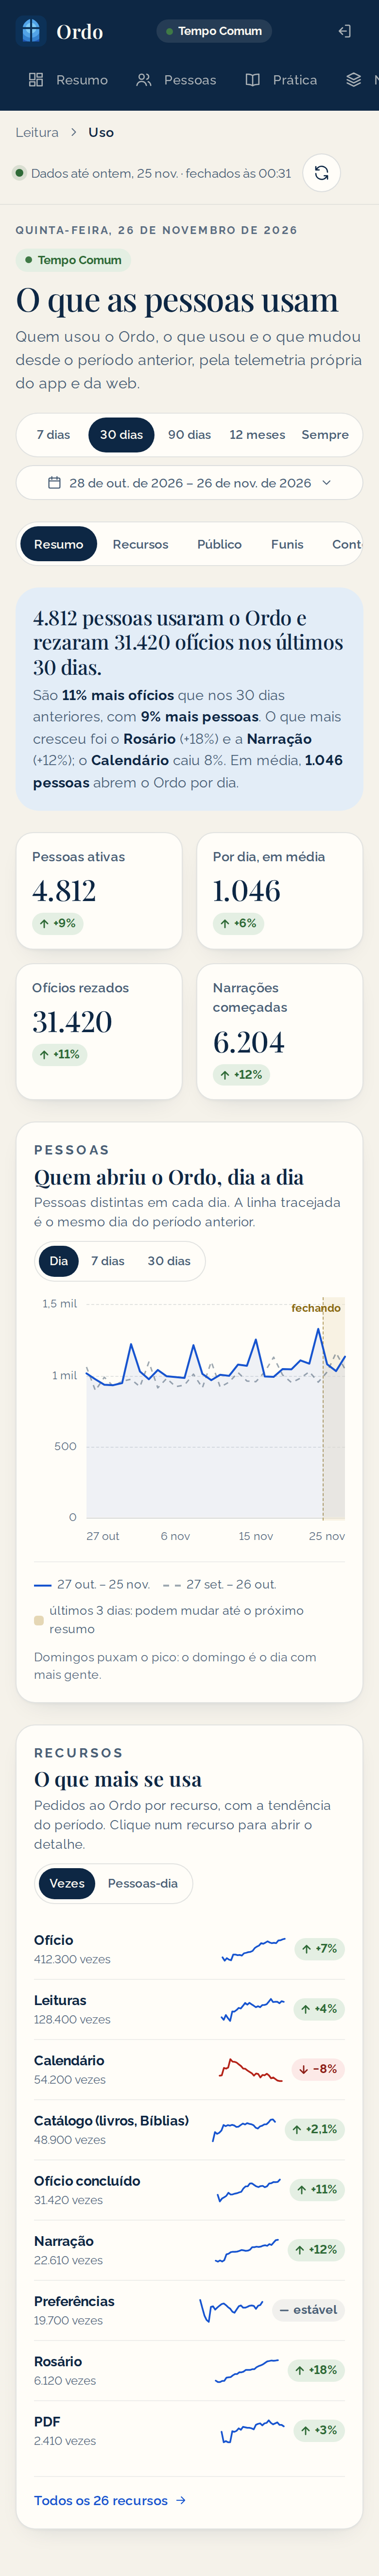 Ordo
Tempo Comum
Resumo
Pessoas
Prática
Leitura > Uso
Dados até ontem, 25 nov. · fechados às 00:31
QUINTA-FEIRA, 26 DE NOVEMBRO DE 2026
Tempo Comum
O que as pessoas usam
Quem usou o Ordo, o que usou e o que mudou
desde o período anterior, pela telemetria própria
do app e da web.
7 dias 30 dias 90 dias 12 meses Sempre
28 de out. de 2026 – 26 de nov. de 2026
Resumo Recursos Público Funis
4.812 pessoas usaram o Ordo e
rezaram 31.420 ofícios nos últimos
30 dias.
São 11% mais ofícios que nos 30 dias
anteriores, com 9% mais pessoas. O que mais
cresceu foi o Rosário (+18%) e a Narração
(+12%); o Calendário caiu 8%. Em média, 1.046
pessoas abrem o Ordo por dia.
Pessoas ativas
4.812
↑ +9%
Por dia, em média
1.046
↑ +6%
Ofícios rezados
31.420
↑ +11%
Narrações
começadas
6.204
↑ +12%
PESSOAS
Quem abriu o Ordo, dia a dia
Pessoas distintas em cada dia. A linha tracejada
é o mesmo dia do período anterior.
Dia 7 dias 30 dias
fechando
1,5 mil
1 mil
500
0
27 out 6 nov 15 nov 25 nov
27 out. – 25 nov. 27 set. – 26 out.
últimos 3 dias: podem mudar até o próximo
resumo
Domingos puxam o pico: o domingo é o dia com
mais gente.
RECURSOS
O que mais se usa
Pedidos ao Ordo por recurso, com a tendência
do período. Clique num recurso para abrir o
detalhe.
Vezes Pessoas-dia
Ofício
412.300 vezes
↑ +7%
Leituras
128.400 vezes
↑ +4%
Calendário
54.200 vezes
↓ −8%
Catálogo (livros, Bíblias)
48.900 vezes
↑ +2,1%
Ofício concluído
31.420 vezes
↑ +11%
Narração
22.610 vezes
↑ +12%
Preferências
19.700 vezes
— estável
Rosário
6.120 vezes
↑ +18%
PDF
2.410 vezes
↑ +3%
Todos os 26 recursos →